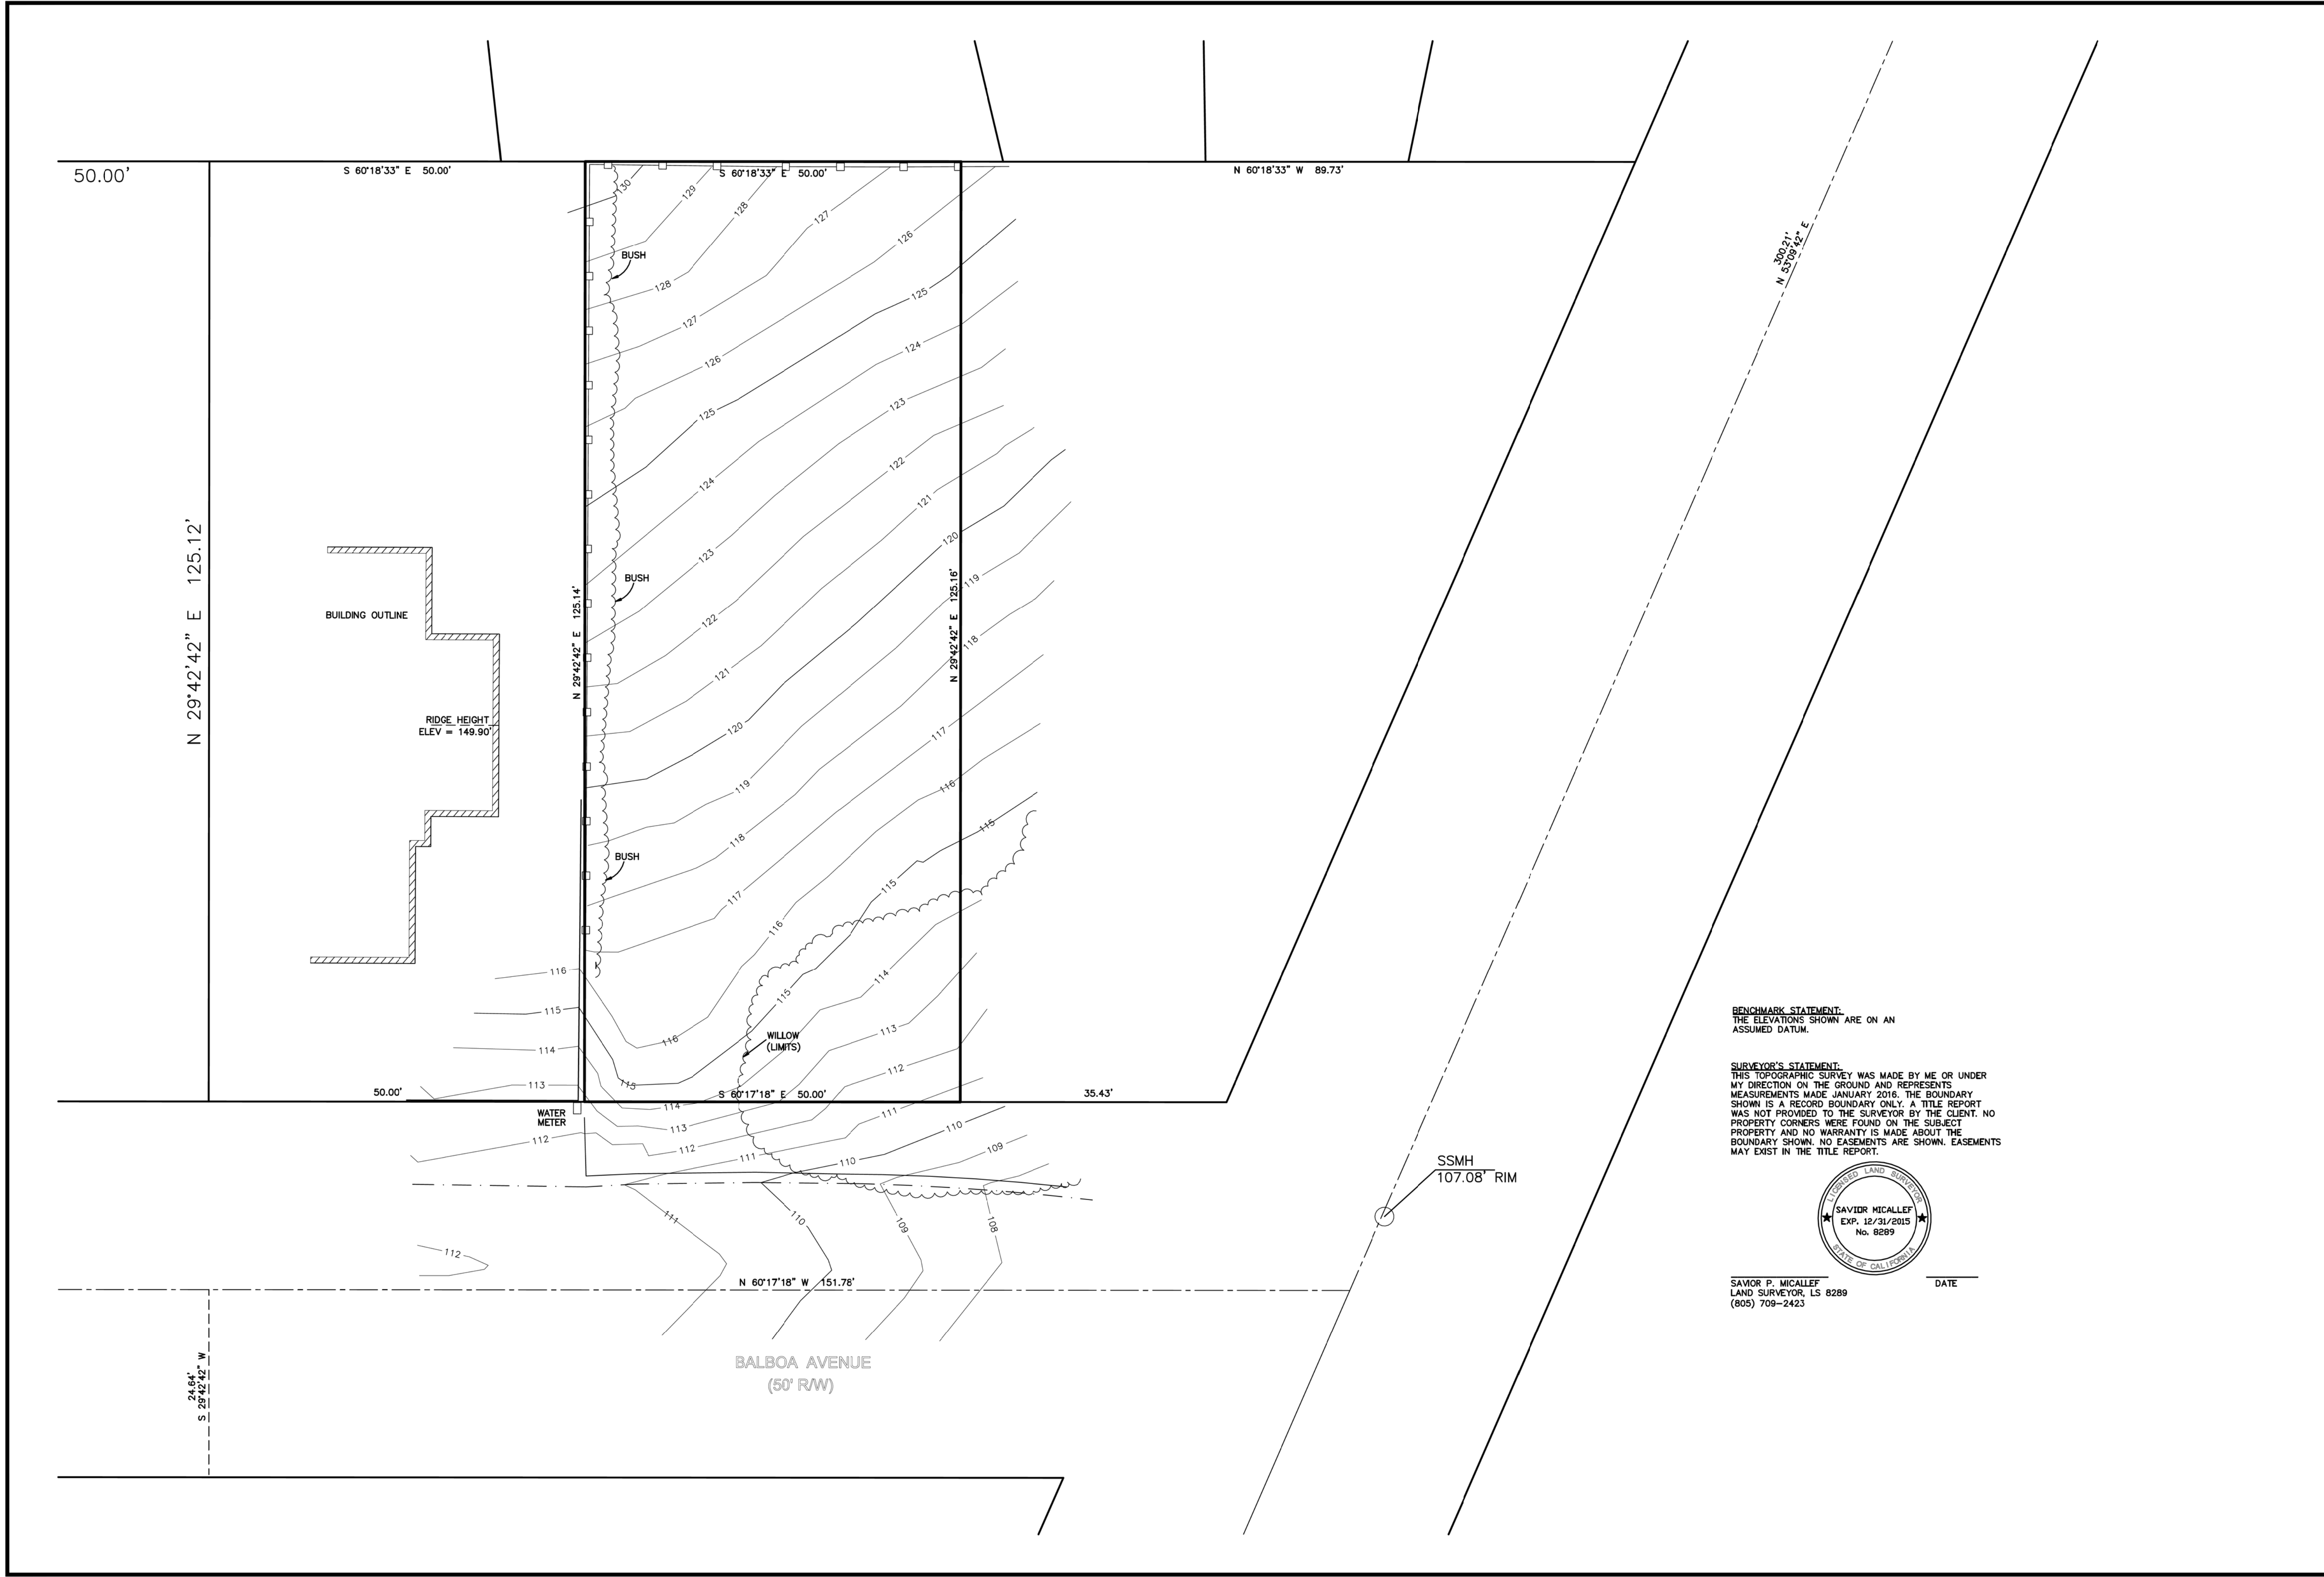 50.00'
S 60°18'33" E 50.00'
S 60°18'33" E 50.00'
N 60°18'33" W 89.73'
300.21'
N 53°09'42" E
130
129
128
127
126
BUSH
128
125
127
124
126
123
125
122
124
121
N 29°42'42" E 125.12'
123
120
BUSH
119
N 29°42'42" E 125.14'
N 29°42'42" E 125.16'
BUILDING OUTLINE
122
118
121
RIDGE HEIGHT
ELEV = 149.90'
120
117
119
116
118
115
BUSH
117
115
116
116
114
115
115
113
WILLOW
(LIMITS)
116
114
112
113
115
50.00'
S 60°17'18" E 50.00'
35.43'
114
111
WATER
METER
113
110
112
112
109
111
110
111
110
109
108
112
SSMH
107.08' RIM
N 60°17'18" W 151.78'
24.64'
S 29°42'42" W
BALBOA AVENUE
(50' R/W)
BENCHMARK STATEMENT:
THE ELEVATIONS SHOWN ARE ON AN
ASSUMED DATUM.
SURVEYOR'S STATEMENT:
THIS TOPOGRAPHIC SURVEY WAS MADE BY ME OR UNDER
MY DIRECTION ON THE GROUND AND REPRESENTS
MEASUREMENTS MADE JANUARY 2016. THE BOUNDARY
SHOWN IS A RECORD BOUNDARY ONLY. A TITLE REPORT
WAS NOT PROVIDED TO THE SURVEYOR BY THE CLIENT. NO
PROPERTY CORNERS WERE FOUND ON THE SUBJECT
PROPERTY AND NO WARRANTY IS MADE ABOUT THE
BOUNDARY SHOWN. NO EASEMENTS ARE SHOWN. EASEMENTS
MAY EXIST IN THE TITLE REPORT.
LICENSED LAND SURVEYOR
SAVIOR MICALLEF
EXP. 12/31/2015
No. 8289
STATE OF CALIFORNIA
SAVIOR P. MICALLEF
LAND SURVEYOR, LS 8289
(805) 709-2423
DATE